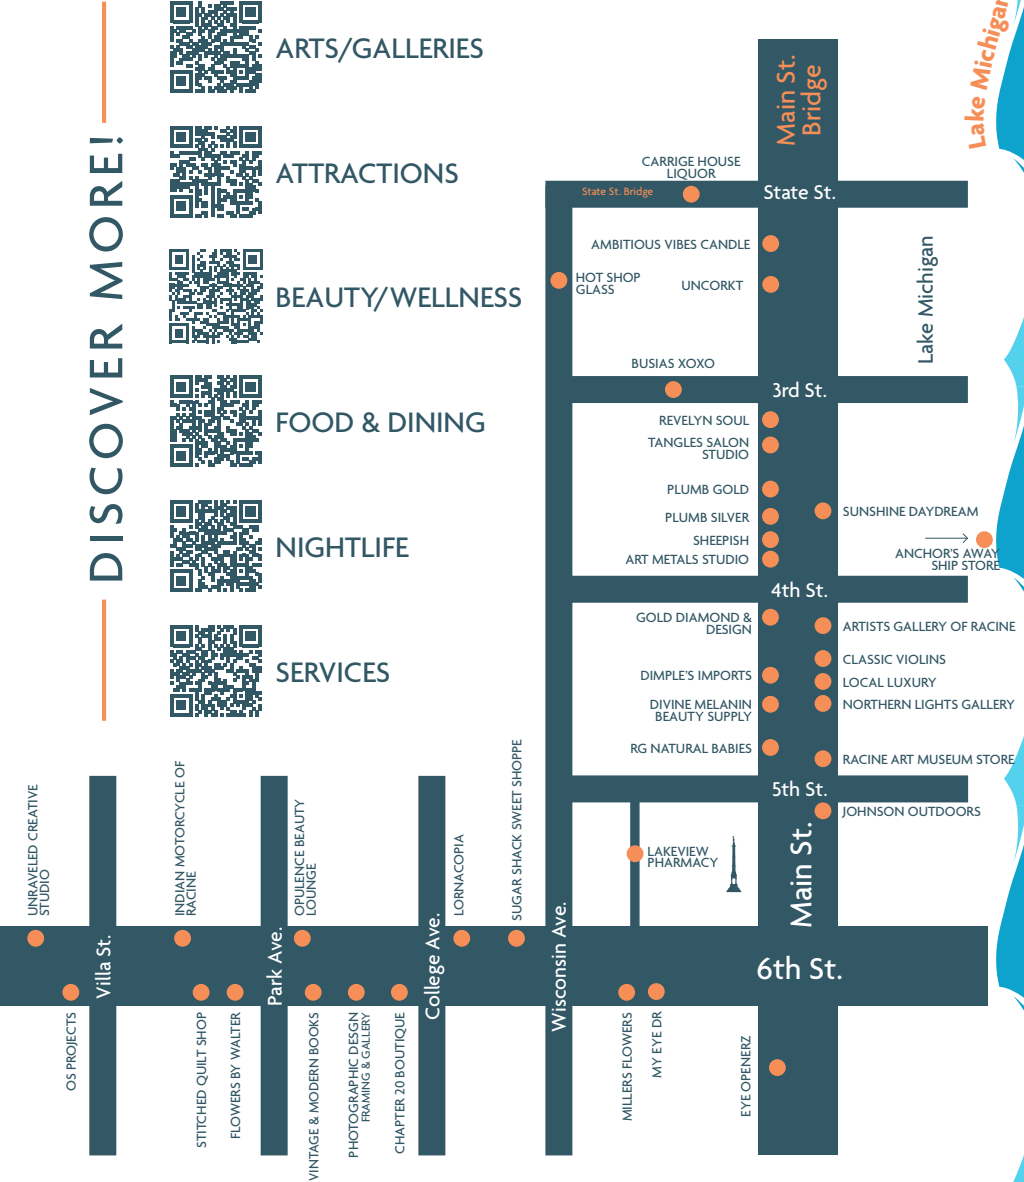 DISCOVER MORE!
ARTS/GALLERIES
ATTRACTIONS
BEAUTY/WELLNESS
FOOD & DINING
NIGHTLIFE
SERVICES
Lake Michigan
Main St.
Bridge
CARRIGE HOUSE
LIQUOR
State St. Bridge
State St.
AMBITIOUS VIBES CANDLE
HOT SHOP
GLASS
UNCORKT
Lake Michigan
BUSIAS XOXO
3rd St.
REVELYN SOUL
TANGLES SALON
STUDIO
PLUMB GOLD
PLUMB SILVER
SUNSHINE DAYDREAM
SHEEPISH
ART METALS STUDIO
ANCHOR'S AWAY
SHIP STORE
4th St.
GOLD DIAMOND &
DESIGN
ARTISTS GALLERY OF RACINE
CLASSIC VIOLINS
DIMPLE'S IMPORTS
LOCAL LUXURY
DIVINE MELANIN
BEAUTY SUPPLY
NORTHERN LIGHTS GALLERY
RG NATURAL BABIES
RACINE ART MUSEUM STORE
5th St.
JOHNSON OUTDOORS
LAKEVIEW
PHARMACY
Main St.
UNRAVELED CREATIVE
STUDIO
INDIAN MOTORCYCLE OF
RACINE
OPULENCE BEAUTY
LOUNGE
LORNACOPIA
SUGAR SHACK SWEET SHOPPE
Villa St.
Park Ave.
College Ave.
Wisconsin Ave.
6th St.
OS PROJECTS
STITCHED QUILT SHOP
FLOWERS BY WALTER
VINTAGE & MODERN BOOKS
PHOTOGRAPHIC DESGN
FRAMING & GALLERY
CHAPTER 20 BOUTIQUE
MILLERS FLOWERS
MY EYE DR
EYE OPENERZ